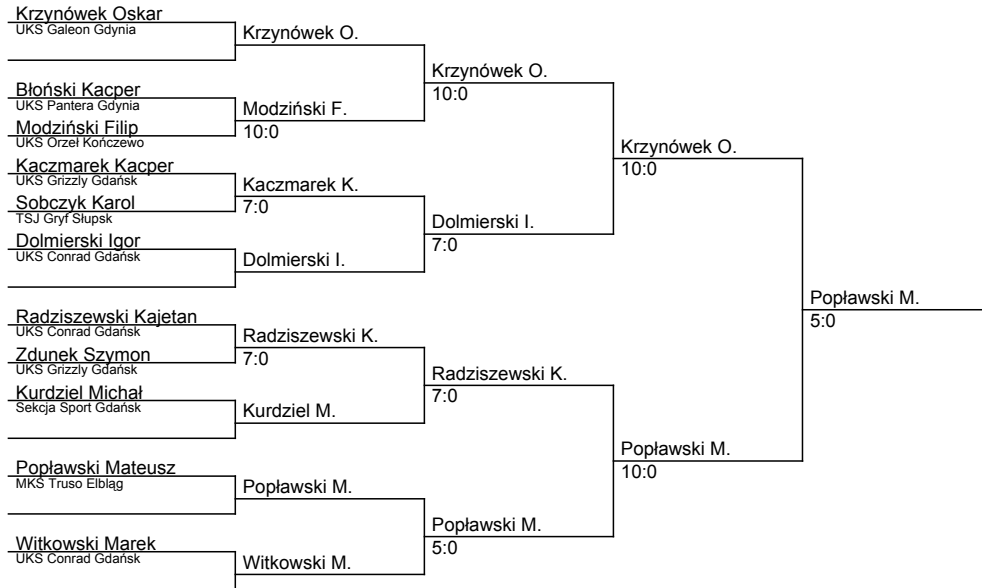 Krzynówek Oskar
UKS Galeon Gdynia
Błoński Kacper
UKS Pantera Gdynia
Modziński Filip
UKS Orzeł Kończewo
Kaczmarek Kacper
UKS Grizzly Gdańsk
Sobczyk Karol
TSJ Gryf Słupsk
Dolmierski Igor
UKS Conrad Gdańsk
Radziszewski Kajetan
UKS Conrad Gdańsk
Zdunek Szymon
UKS Grizzly Gdańsk
Kurdziel Michał
Sekcja Sport Gdańsk
Popławski Mateusz
MKS Truso Elbląg
Witkowski Marek
UKS Conrad Gdańsk
Krzynówek O.
Modziński F.
10:0
Kaczmarek K.
7:0
Dolmierski I.
Radziszewski K.
7:0
Kurdziel M.
Popławski M.
Witkowski M.
Krzynówek O.
10:0
Dolmierski I.
7:0
Radziszewski K.
7:0
Popławski M.
5:0
Krzynówek O.
10:0
Popławski M.
10:0
Popławski M.
5:0